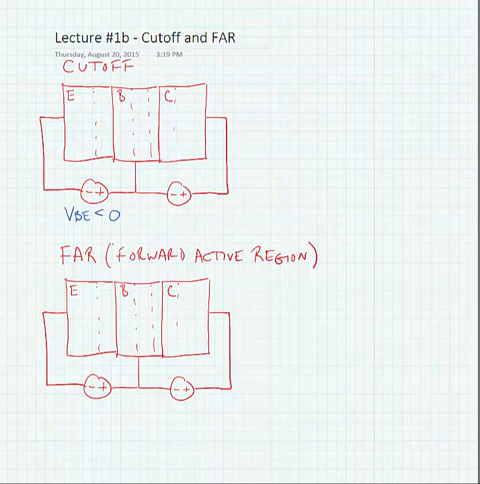 Lecture #1b - Cutoff and FAR
Thursday, August 20, 2015 3:19 PM
CUTOFF
E B C
- + - +
VBE < 0
FAR (FORWARD ACTIVE REGION)
E B C
- + - +